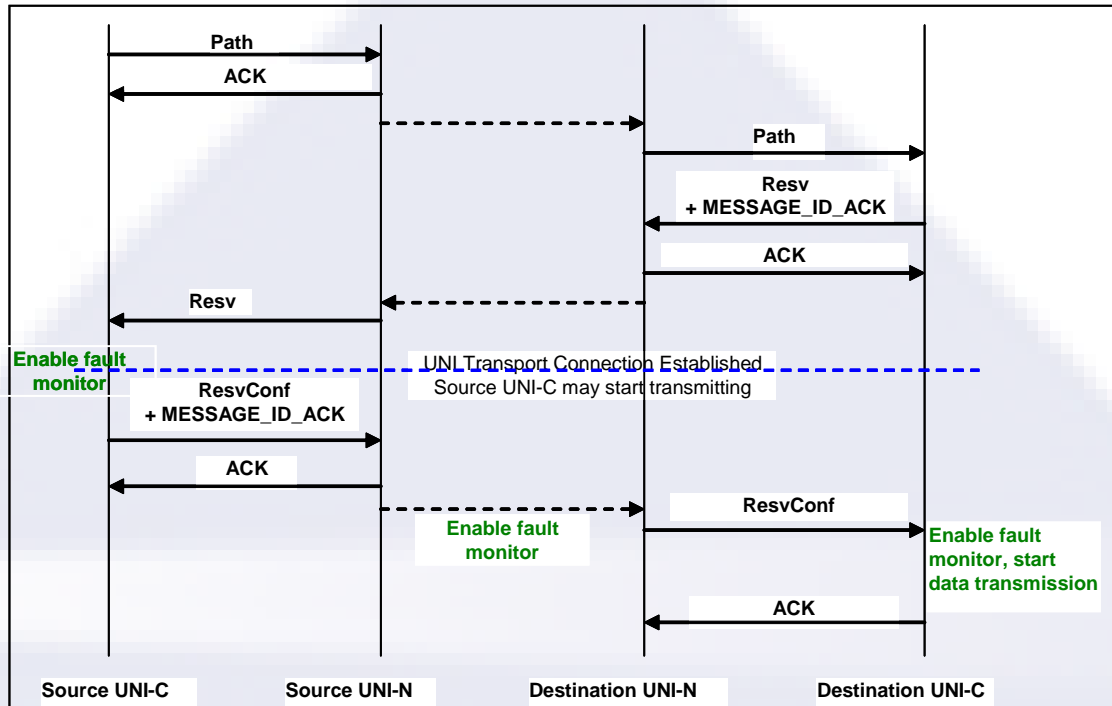 Path
ACK
Path
Resv
+ MESSAGE_ID_ACK
ACK
Resv
Enable fault
monitor
UNI Transport Connection Established
Source UNI-C may start transmitting
ResvConf
+ MESSAGE_ID_ACK
ACK
Enable fault
monitor
ResvConf
Enable fault
monitor, start
data transmission
ACK
Source UNI-C
Source UNI-N
Destination UNI-N
Destination UNI-C